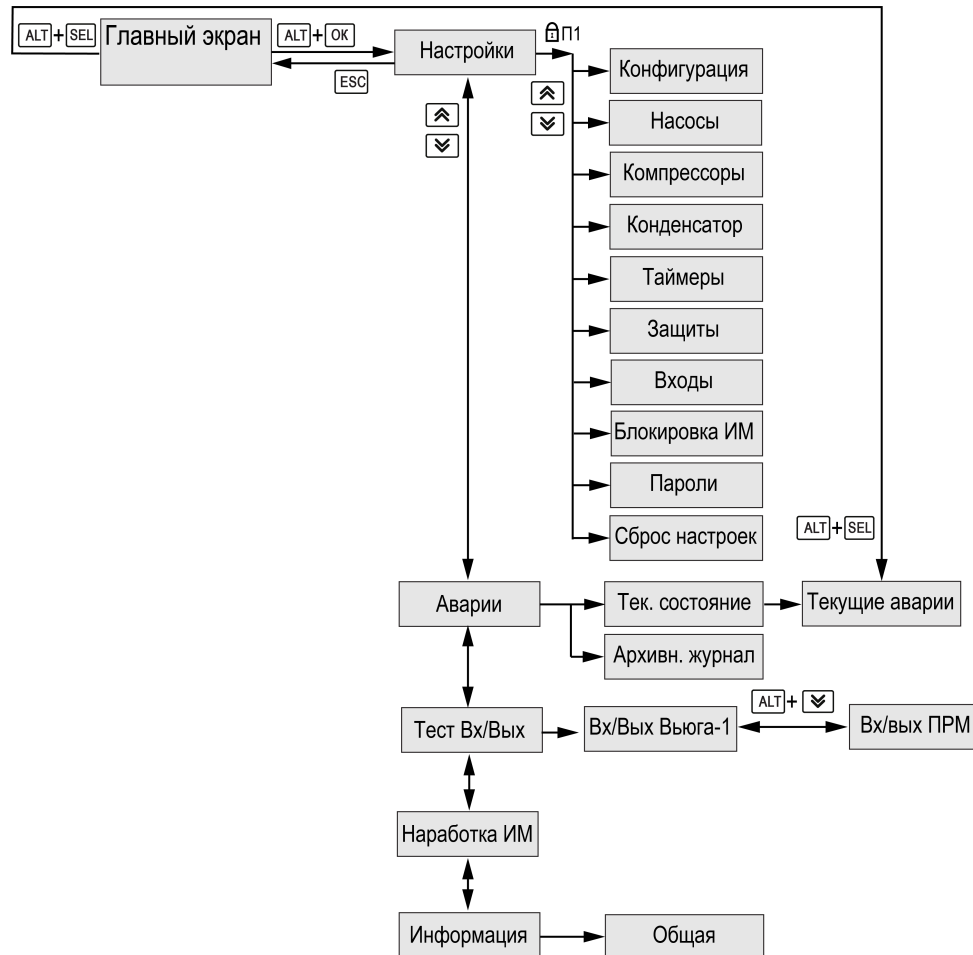 ALT+SEL
Главный экран
ALT+OK
ESC
Настройки
П1
Конфигурация
Насосы
Компрессоры
Конденсатор
Таймеры
Защиты
Входы
Блокировка ИМ
Пароли
Сброс настроек
ALT+SEL
Аварии
Тек. состояние
Текущие аварии
Архивн. журнал
ALT+
Тест Вх/Вых
Вх/Вых Вьюга-1
Вх/вых ПРМ
Наработка ИМ
Информация
Общая